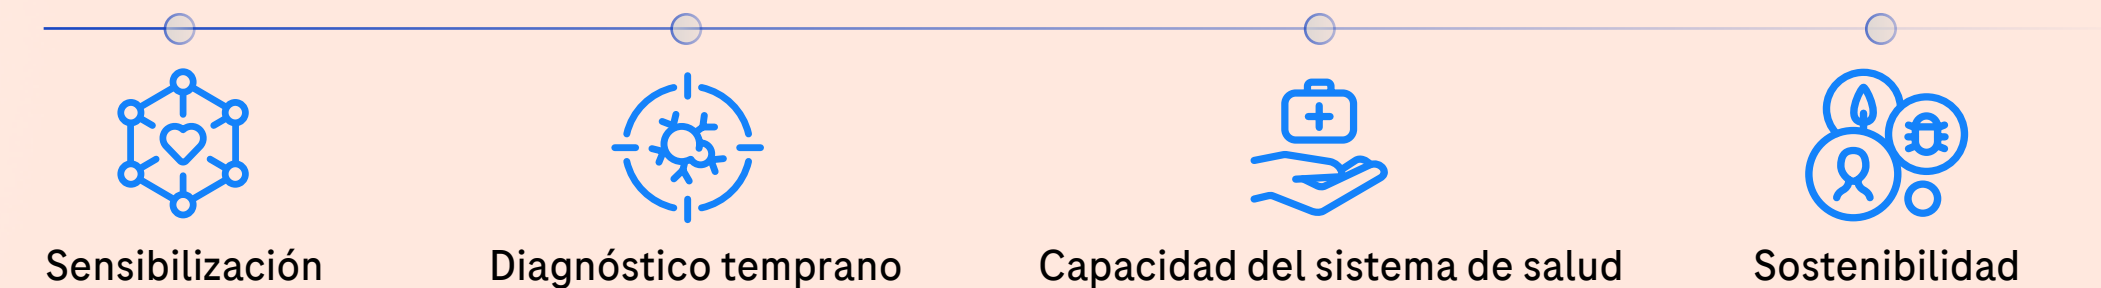 Sensibilización
Diagnóstico temprano
Capacidad del sistema de salud
Sostenibilidad